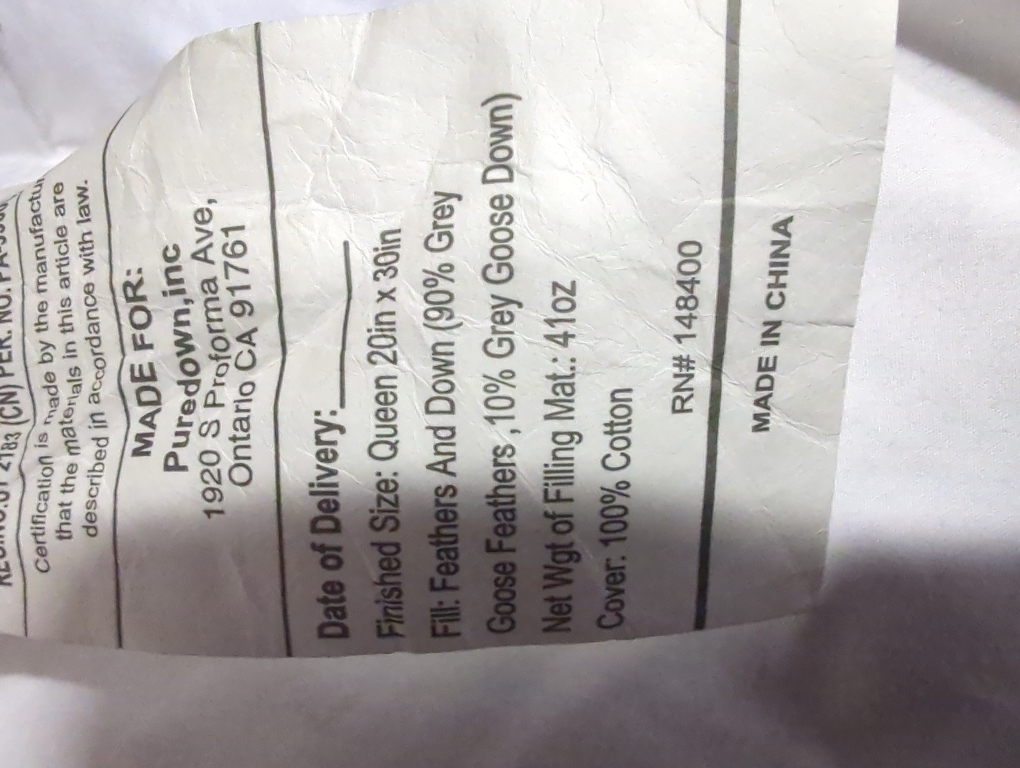 Certification is made by the manufactu
that the materials in this article are
described in accordance with law.
MADE FOR:
Puredown,inc
1920 S Proforma Ave,
Ontario CA 91761
Date of Delivery:
Finished Size: Queen 20in x 30in
Fill: Feathers And Down (90% Grey
Goose Feathers ,10% Grey Goose Down)
Net Wgt of Filling Mat.: 41oz
Cover: 100% Cotton
RN# 148400
MADE IN CHINA